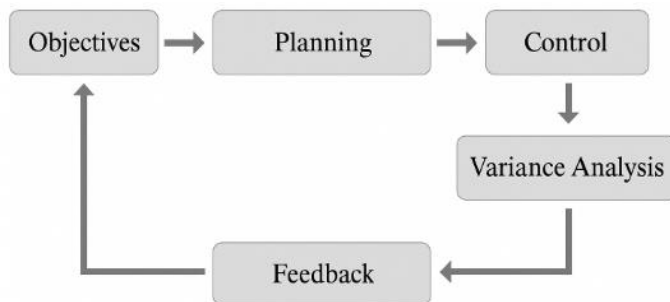 Objectives
Planning
Control
Variance Analysis
Feedback